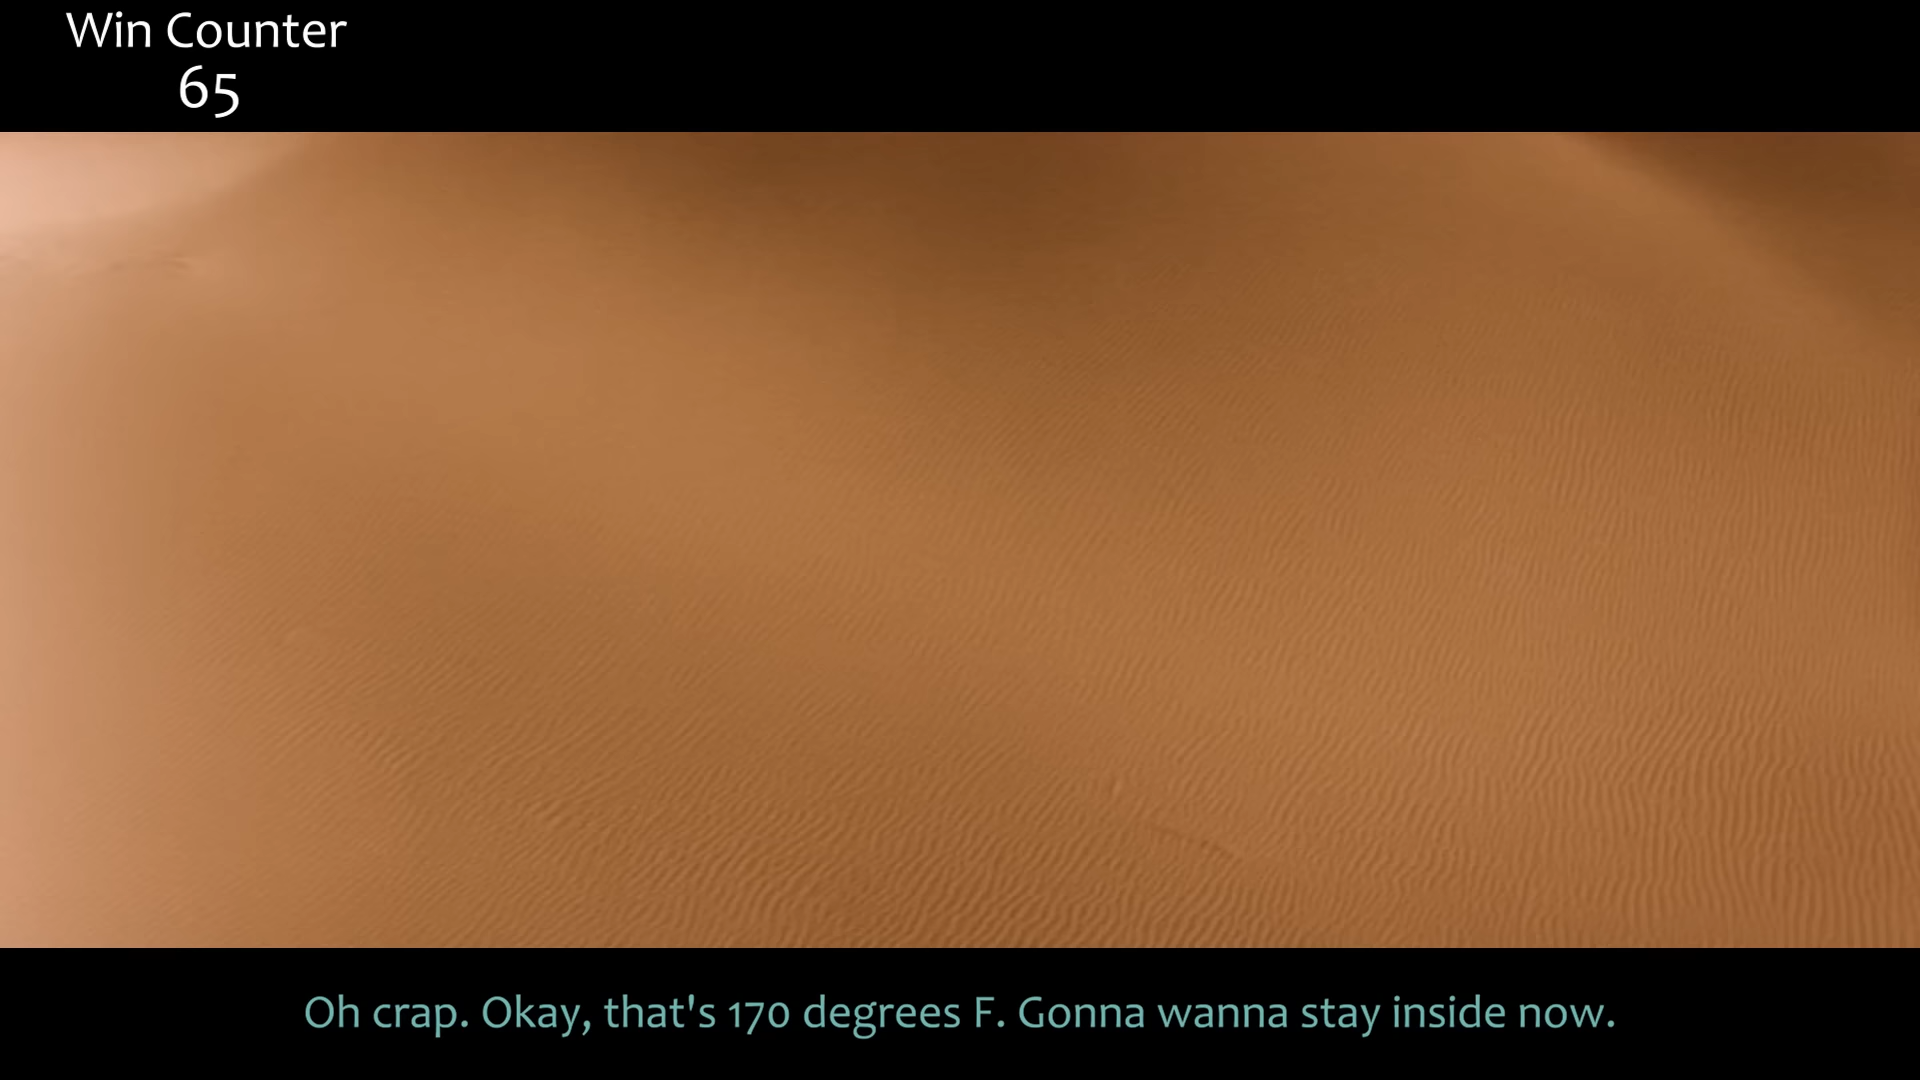 Win Counter
65
Oh crap. Okay, that's 170 degrees F. Gonna wanna stay inside now.